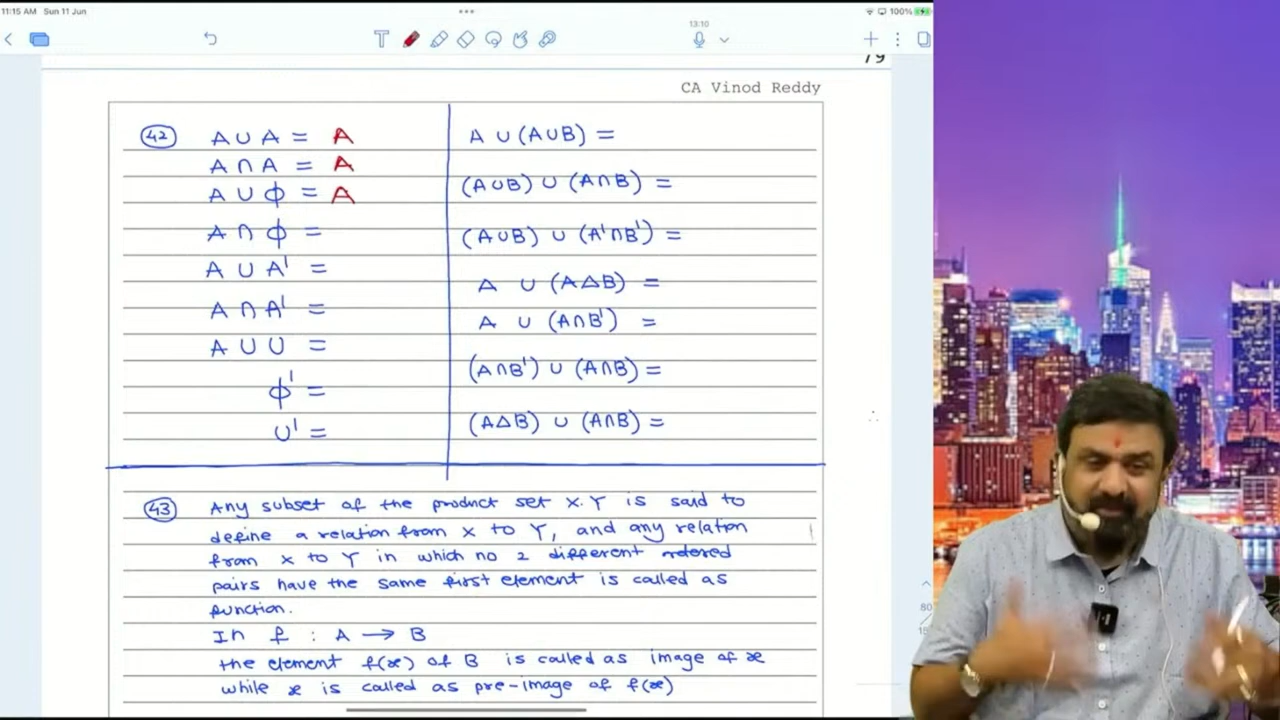 11:15 AM Sun 11 Jun
100%
13:10
T
79
CA Vinod Reddy
42
A ∪ A = A
A ∩ A = A
A ∪ ϕ = A
A ∩ ϕ =
A ∪ A' =
A ∩ A' =
A ∪ U =
ϕ' =
U' =
A ∪ (A∪B) =
(A∪B) ∪ (A∩B) =
(A∪B) ∪ (A'∩B') =
A ∪ (A△B) =
A ∪ (A∩B') =
(A∩B') ∪ (A∩B) =
(A△B) ∪ (A∩B) =
43
Any subset of the product set X.Y is said to
define a relation from X to Y, and any relation
from X to Y in which no 2 different ordered
pairs have the same first element is called as
function.
In f : A → B
the element f(x) of B is called as image of x
while x is called as pre-image of f(x)
80